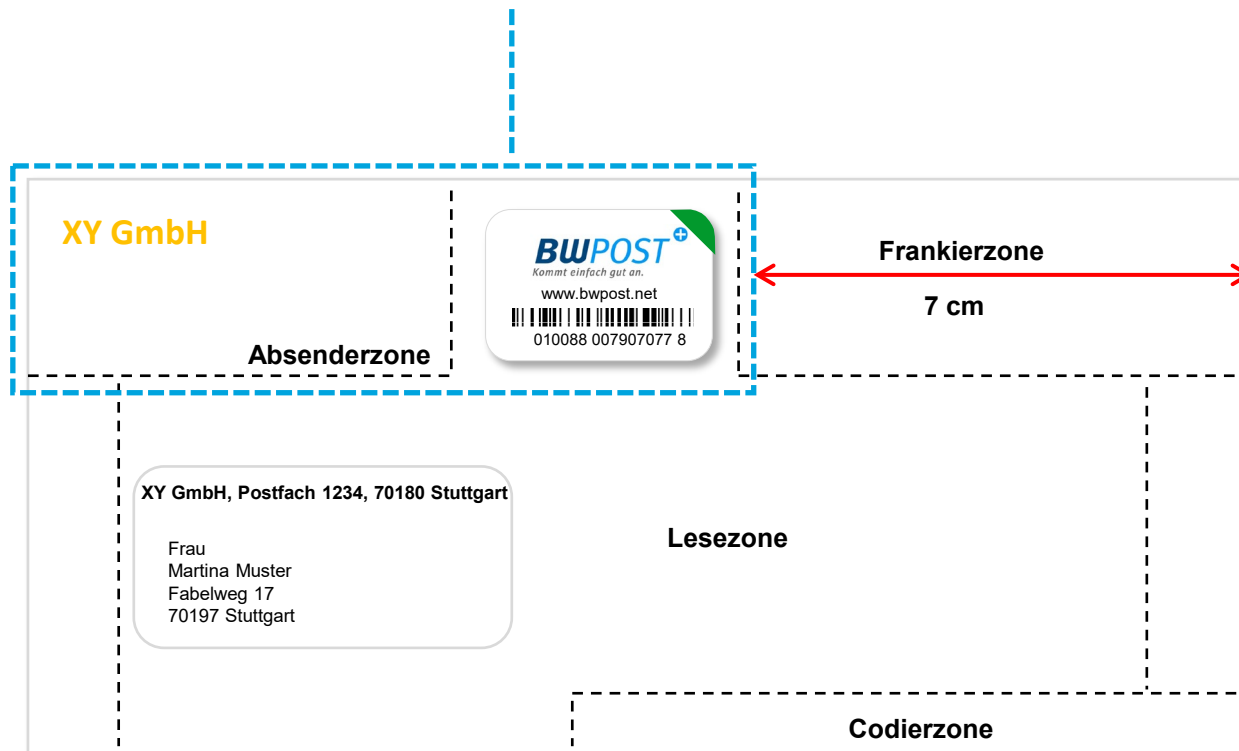 XY GmbH
BWPOST+
Kommt einfach gut an.
www.bwpost.net
010088 007907077 8
Absenderzone
Frankierzone
7 cm
XY GmbH, Postfach 1234, 70180 Stuttgart
Frau
Martina Muster
Fabelweg 17
70197 Stuttgart
Lesezone
Codierzone